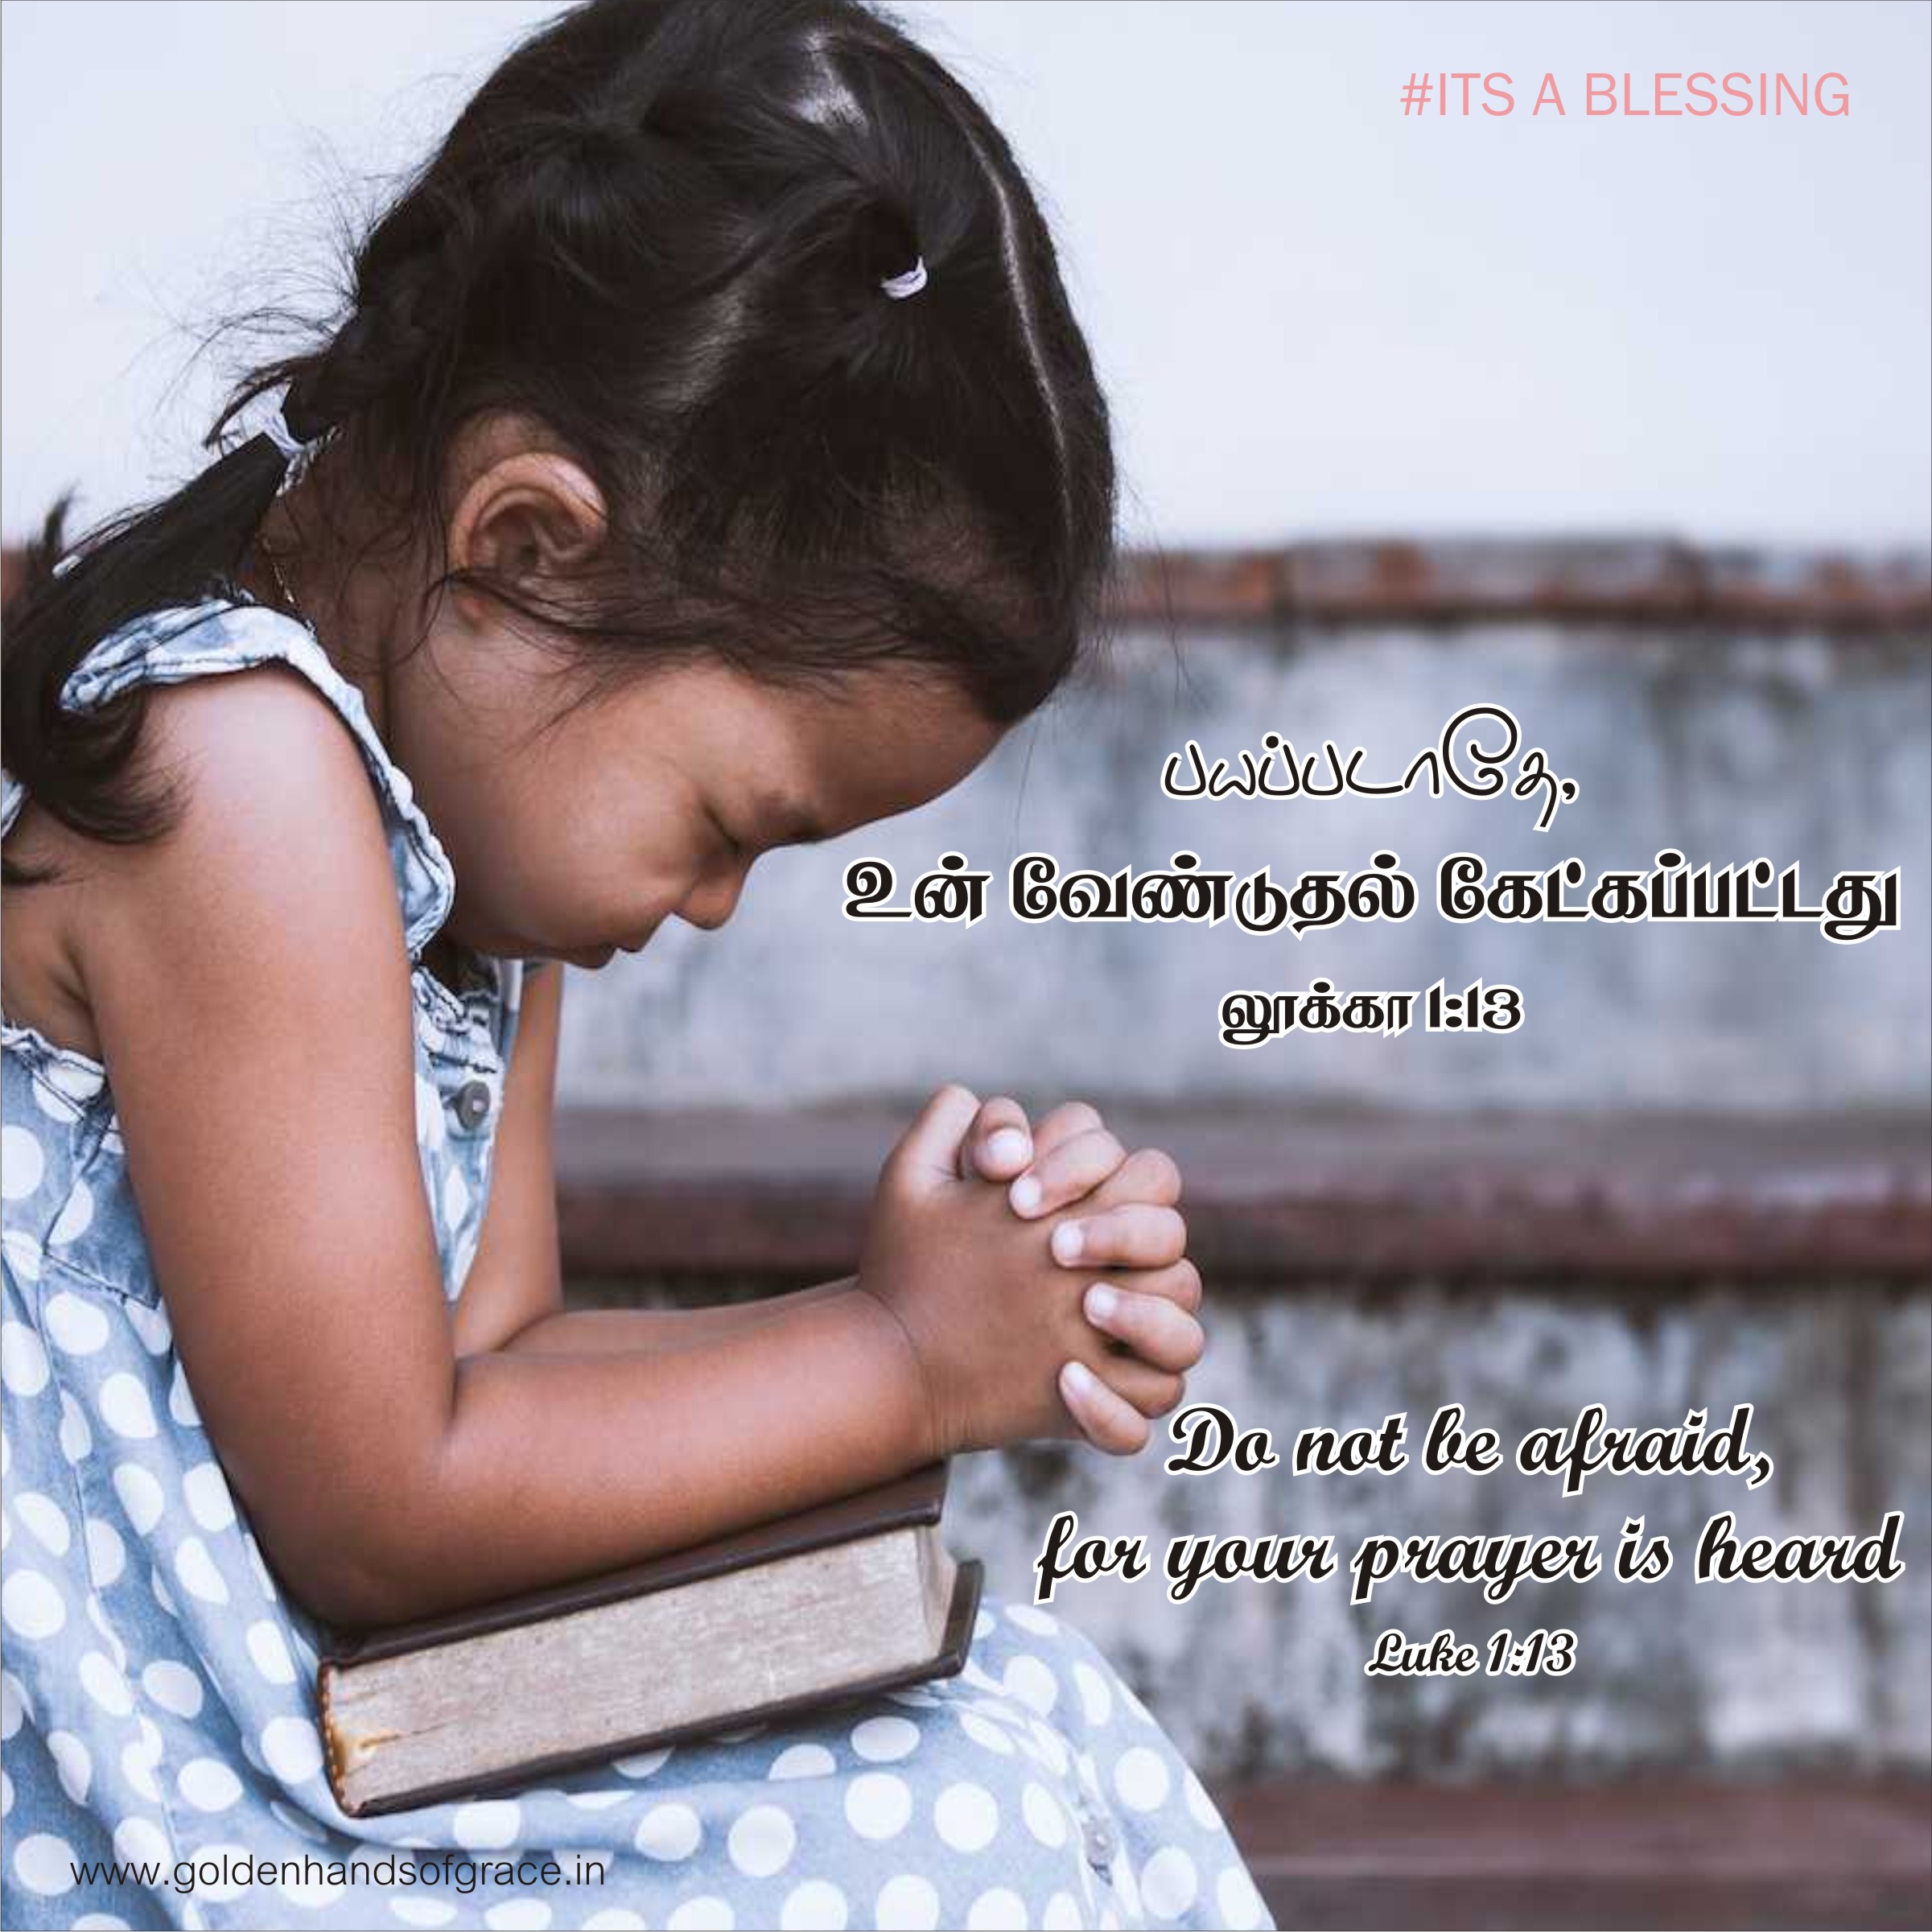 #ITS A BLESSING
பயப்படாதே,
உன் வேண்டுதல் கேட்கப்பட்டது
லூக்கா 1:13
Do not be afraid,
for your prayer is heard
Luke 1:13
www.goldenhandsofgrace.in